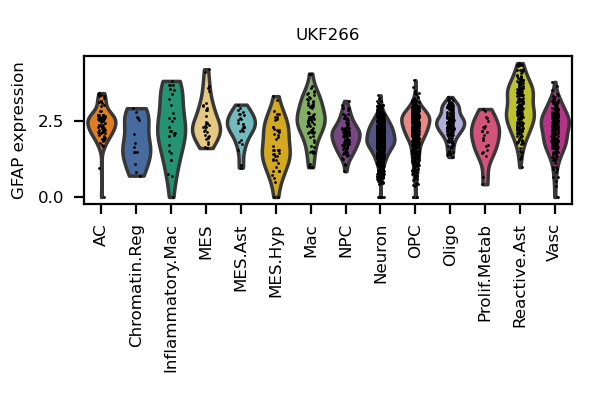 UKF266
GFAP expression
2.5
0.0
AC
Chromatin.Reg
Inflammatory.Mac
MES
MES.Ast
MES.Hyp
Mac
NPC
Neuron
OPC
Oligo
Prolif.Metab
Reactive.Ast
Vasc